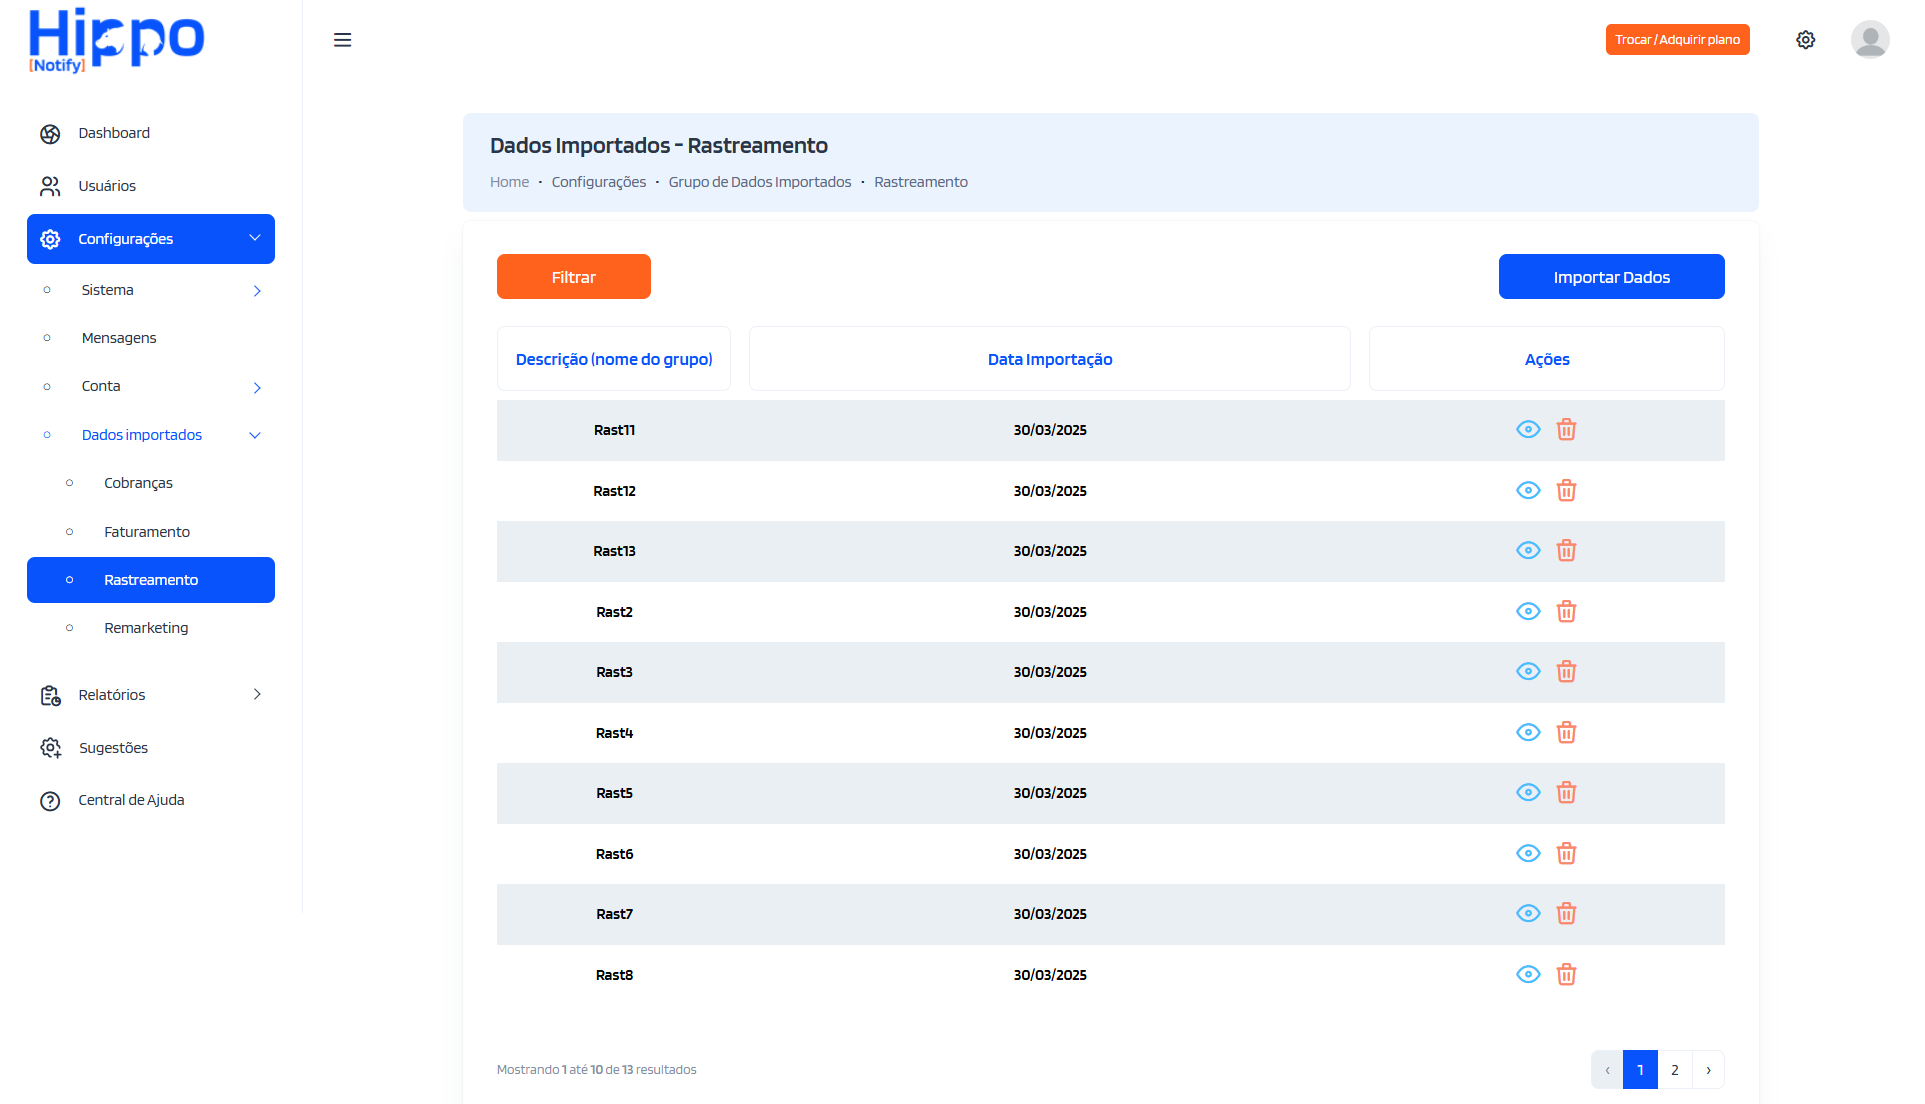 Hippo
[Notify]
Trocar / Adquirir plano
Dashboard
Usuários
Configurações
Sistema
Mensagens
Conta
Dados importados
Cobranças
Faturamento
Rastreamento
Remarketing
Relatórios
Sugestões
Central de Ajuda
Dados Importados - Rastreamento
Home • Configurações • Grupo de Dados Importados • Rastreamento
Filtrar
Importar Dados
Descrição (nome do grupo) Data Importação Ações
Rast11 30/03/2025
Rast12 30/03/2025
Rast13 30/03/2025
Rast2 30/03/2025
Rast3 30/03/2025
Rast4 30/03/2025
Rast5 30/03/2025
Rast6 30/03/2025
Rast7 30/03/2025
Rast8 30/03/2025
Mostrando 1 até 10 de 13 resultados
‹ 1 2 ›